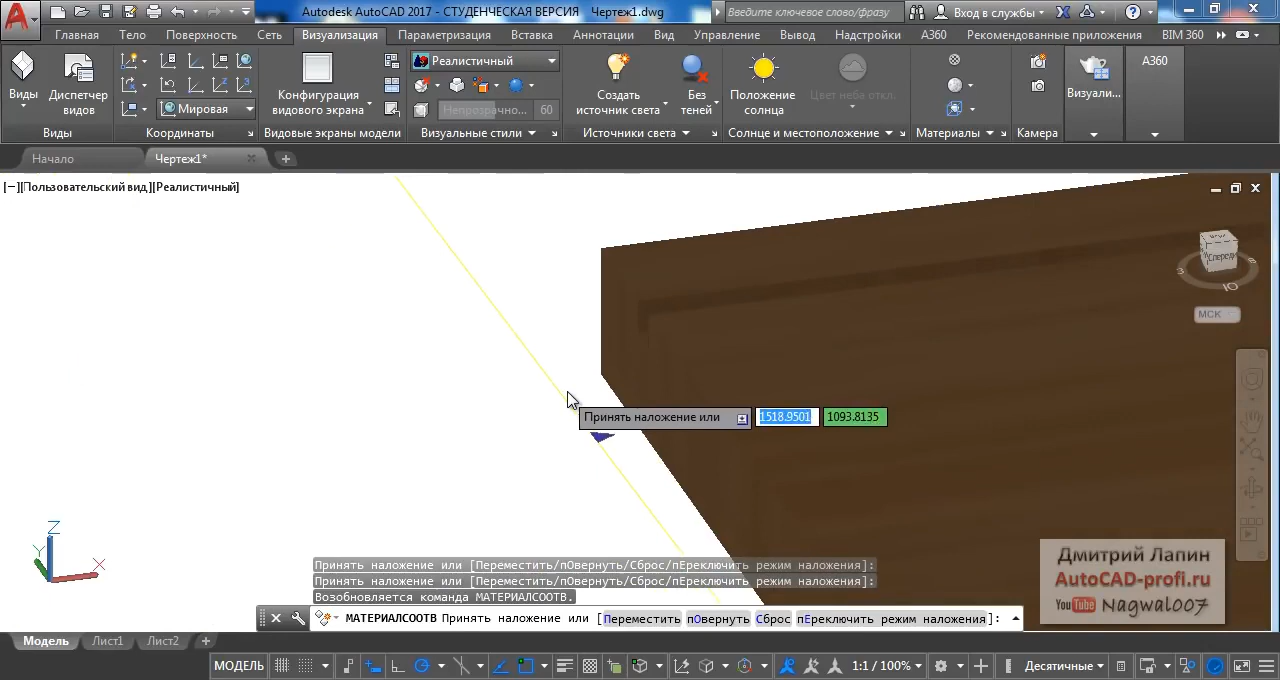 Autodesk AutoCAD 2017 - СТУДЕНЧЕСКАЯ ВЕРСИЯ Чертеж1.dwg
Введите ключевое слово/фразу
Вход в службы
Главная Тело Поверхность Сеть Визуализация Параметризация Вставка Аннотации Вид Управление Вывод Надстройки A360 Рекомендованные приложения BIM 360
Виды
Диспетчер видов
Мировая
Конфигурация видового экрана
Реалистичный
Непрозрачно... 60
Создать источник света
Без теней
Положение солнца
Цвет неба откл.
Визуали...
A360
Виды Координаты Видовые экраны модели Визуальные стили Источники света Солнце и местоположение Материалы Камера
Начало Чертеж1*
[−][Пользовательский вид][Реалистичный]
Верх
Спереди
З
В
Ю
МСК
Принять наложение или 1518.9501 1093.8135
Z
Y
X
Дмитрий Лапин
AutoCAD-profi.ru
You Tube Nagwal007
Принять наложение или [Переместить/пОвернуть/Сброс/пЕреключить режим наложения]:
Принять наложение или [Переместить/пОвернуть/Сброс/пЕреключить режим наложения]:
Возобновляется команда МАТЕРИАЛСООТВ.
МАТЕРИАЛСООТВ Принять наложение или [Переместить пОвернуть Сброс пЕреключить режим наложения]:
Модель Лист1 Лист2
МОДЕЛЬ 1:1 / 100% Десятичные